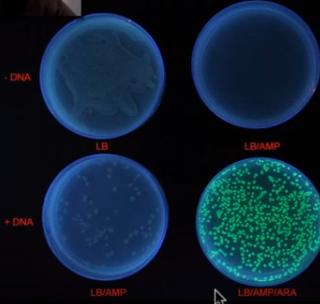 - DNA
LB
LB/AMP
+ DNA
LB/AMP
LB/AMP/ARA